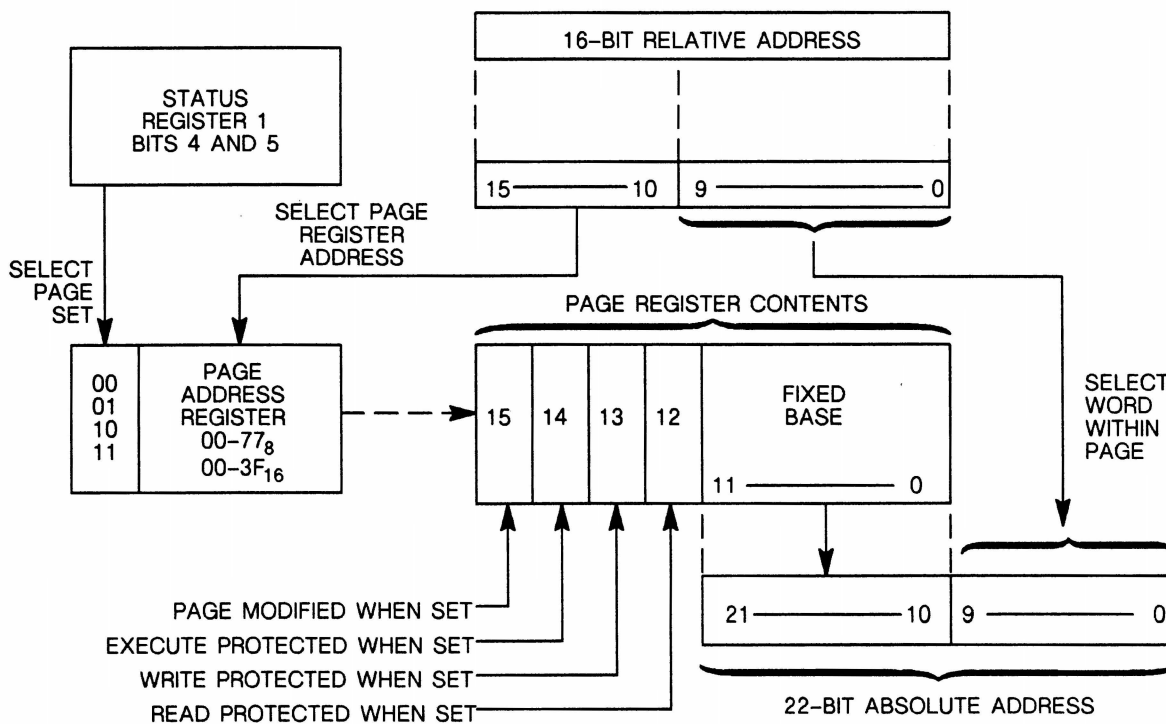 16-BIT RELATIVE ADDRESS
STATUS
REGISTER 1
BITS 4 AND 5
15 10 9 0
SELECT PAGE
REGISTER
ADDRESS
SELECT
PAGE
SET
PAGE REGISTER CONTENTS
00
01
10
11
PAGE
ADDRESS
REGISTER
00-77₈
00-3F₁₆
15 14 13 12
FIXED
BASE
11 0
SELECT
WORD
WITHIN
PAGE
21 10 9 0
PAGE MODIFIED WHEN SET
EXECUTE PROTECTED WHEN SET
WRITE PROTECTED WHEN SET
READ PROTECTED WHEN SET
22-BIT ABSOLUTE ADDRESS